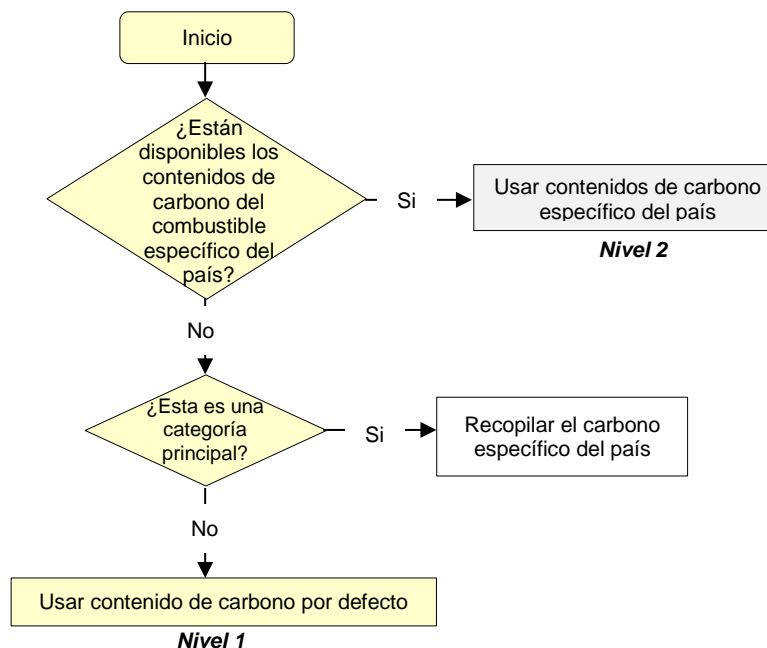 Inicio
¿Están
disponibles los
contenidos de
carbono del
combustible
específico del
país?
Si
Usar contenidos de carbono
específico del país
Nivel 2
No
¿Esta es una
categoría
principal?
Si
Recopilar el carbono
específico del país
No
Usar contenido de carbono por defecto
Nivel 1